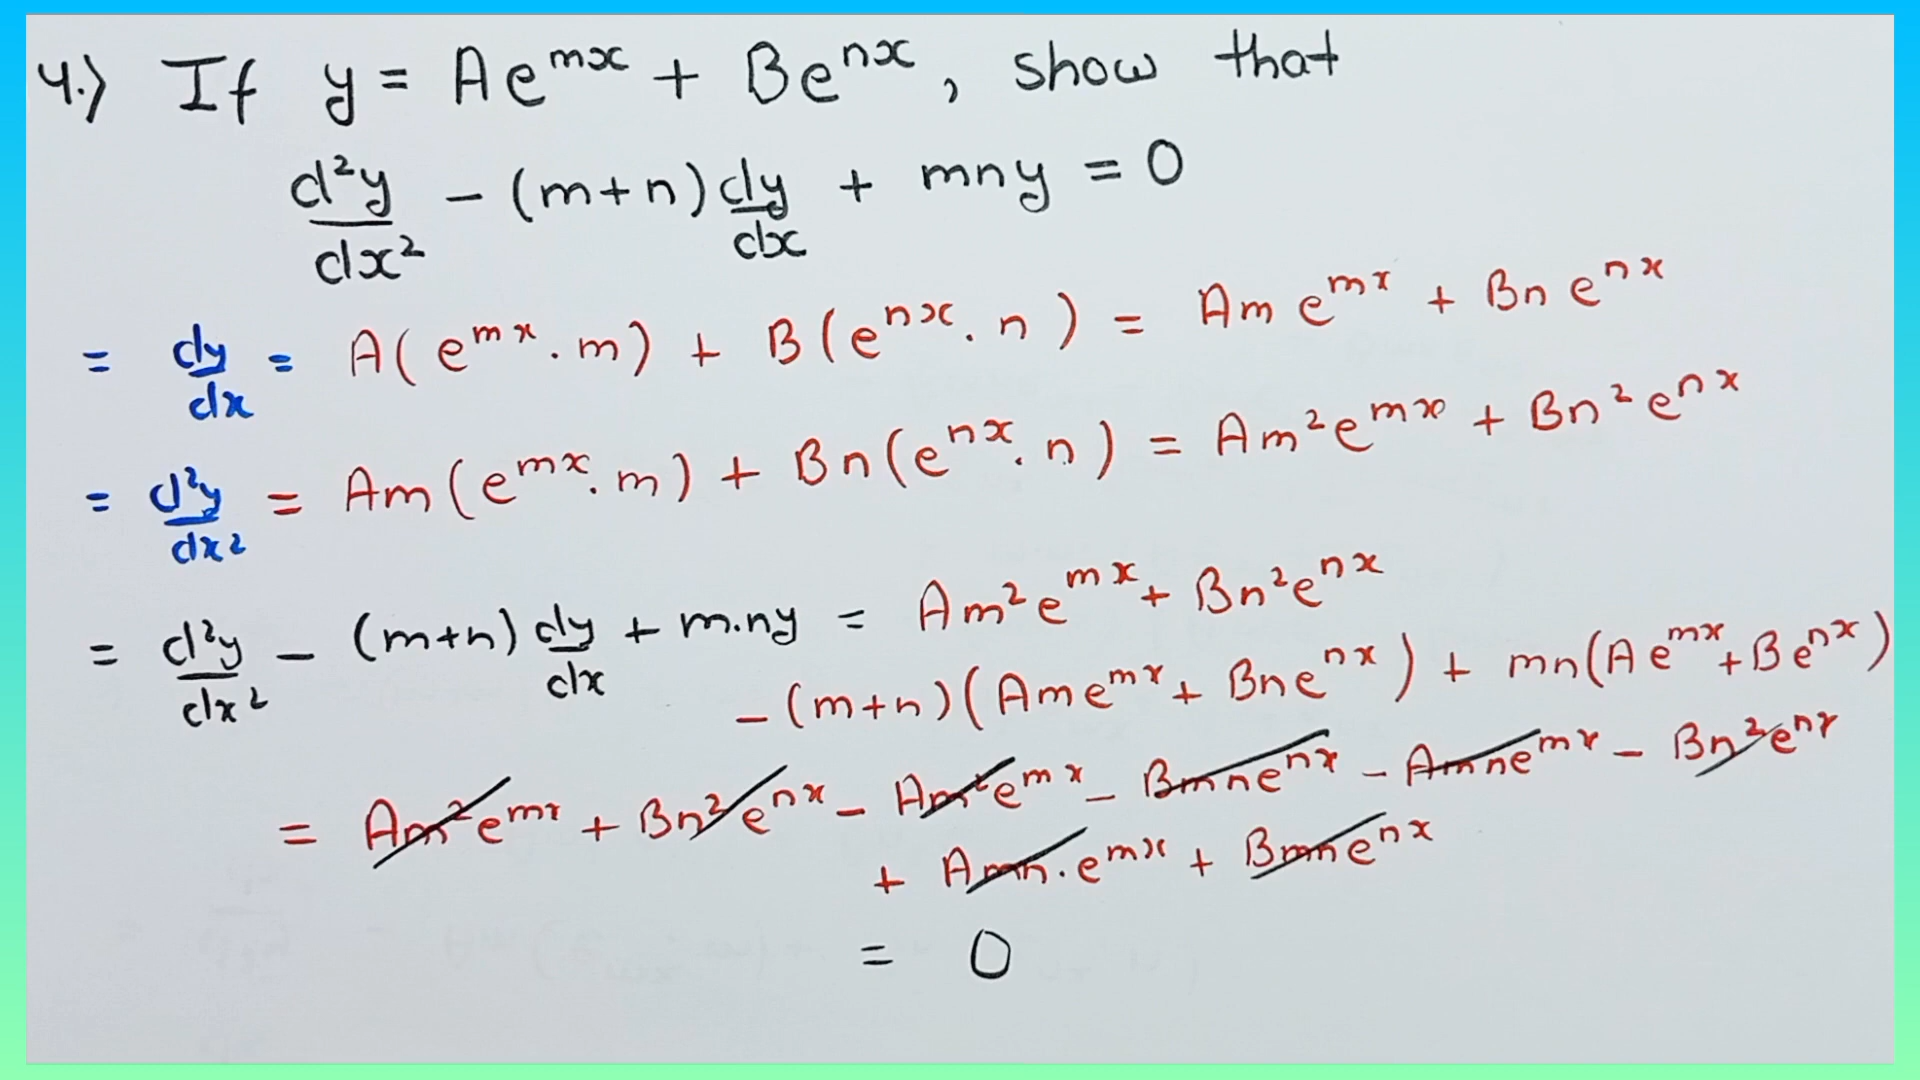 4.) If y = Ae^{mx} + Be^{nx}, show that
d²y/dx² - (m+n) dy/dx + mny = 0
= dy/dx = A(e^{mx}.m) + B(e^{nx}.n) = Am e^{mx} + Bn e^{nx}
= d²y/dx² = Am(e^{mx}.m) + Bn(e^{nx}.n) = Am²e^{mx} + Bn²e^{nx}
= d²y/dx² - (m+n) dy/dx + m.ny = Am²e^{mx} + Bn²e^{nx}
- (m+n)(Ame^{mx} + Bne^{nx}) + mn(Ae^{mx} + Be^{nx})
= Am²e^{mx} + Bn²e^{nx} - Am²e^{mx} - Bmne^{nx} - Amne^{mx} - Bn²e^{nx}
+ Amn.e^{mx} + Bmne^{nx}
= 0